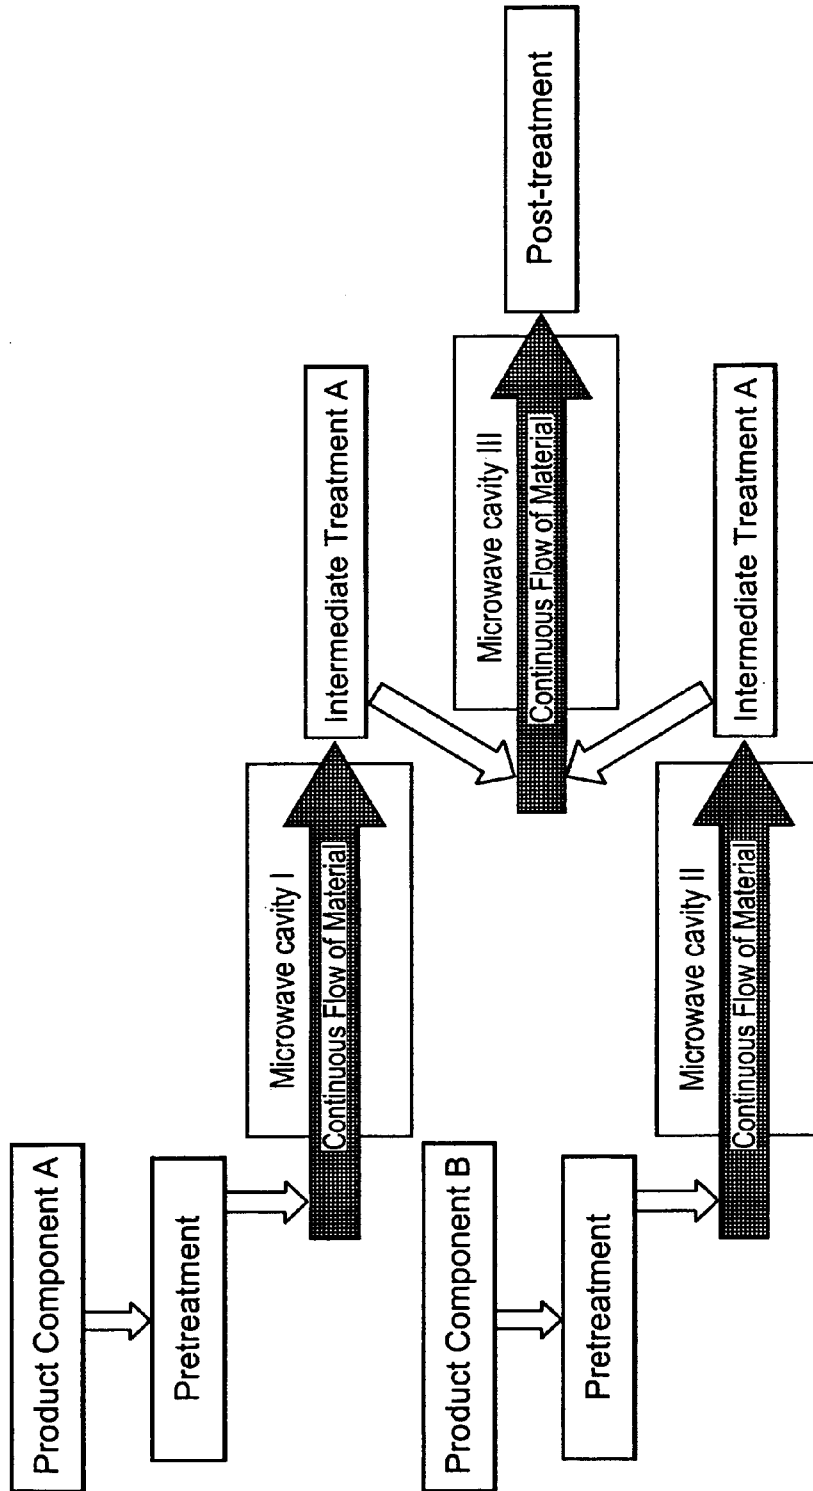 Product Component A
Pretreatment
Microwave cavity I
Continuous Flow of Material
Intermediate Treatment A
Product Component B
Pretreatment
Microwave cavity II
Continuous Flow of Material
Intermediate Treatment A
Microwave cavity III
Continuous Flow of Material
Post-treatment